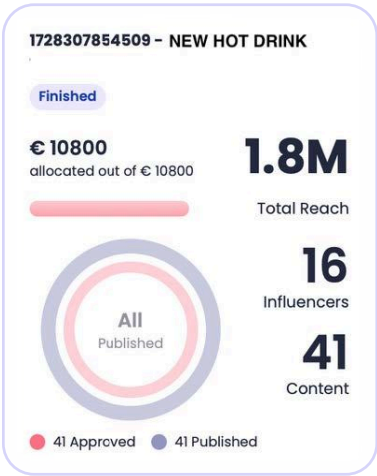 1728307854509 - NEW HOT DRINK
Finished
€ 10800
allocated out of € 10800
1.8M
Total Reach
16
Influencers
41
Content
All
Published
41 Approved
41 Published